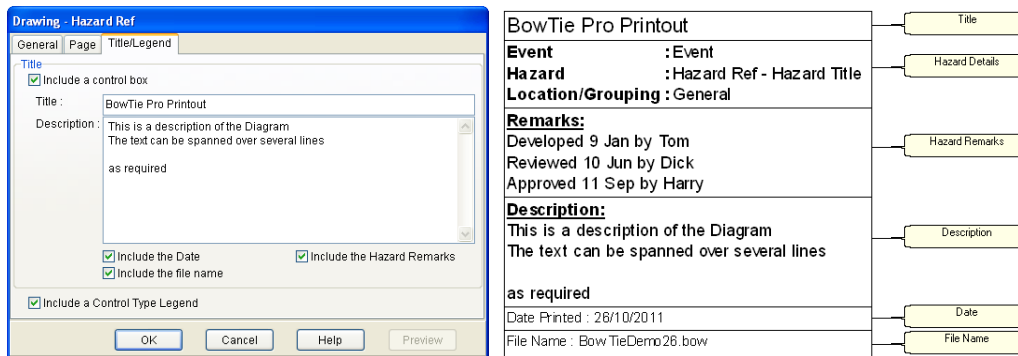 Drawing - Hazard Ref
General Page Title/Legend
Title
Include a control box
Title : BowTie Pro Printout
Description : This is a description of the Diagram
The text can be spanned over several lines
as required
Include the Date Include the Hazard Remarks
Include the file name
Include a Control Type Legend
OK Cancel Help Preview
BowTie Pro Printout
Event : Event
Hazard : Hazard Ref - Hazard Title
Location/Grouping : General
Remarks:
Developed 9 Jan by Tom
Reviewed 10 Jun by Dick
Approved 11 Sep by Harry
Description:
This is a description of the Diagram
The text can be spanned over several lines
as required
Date Printed : 26/10/2011
File Name : BowTieDemo26.bow
Title
Hazard Details
Hazard Remarks
Description
Date
File Name